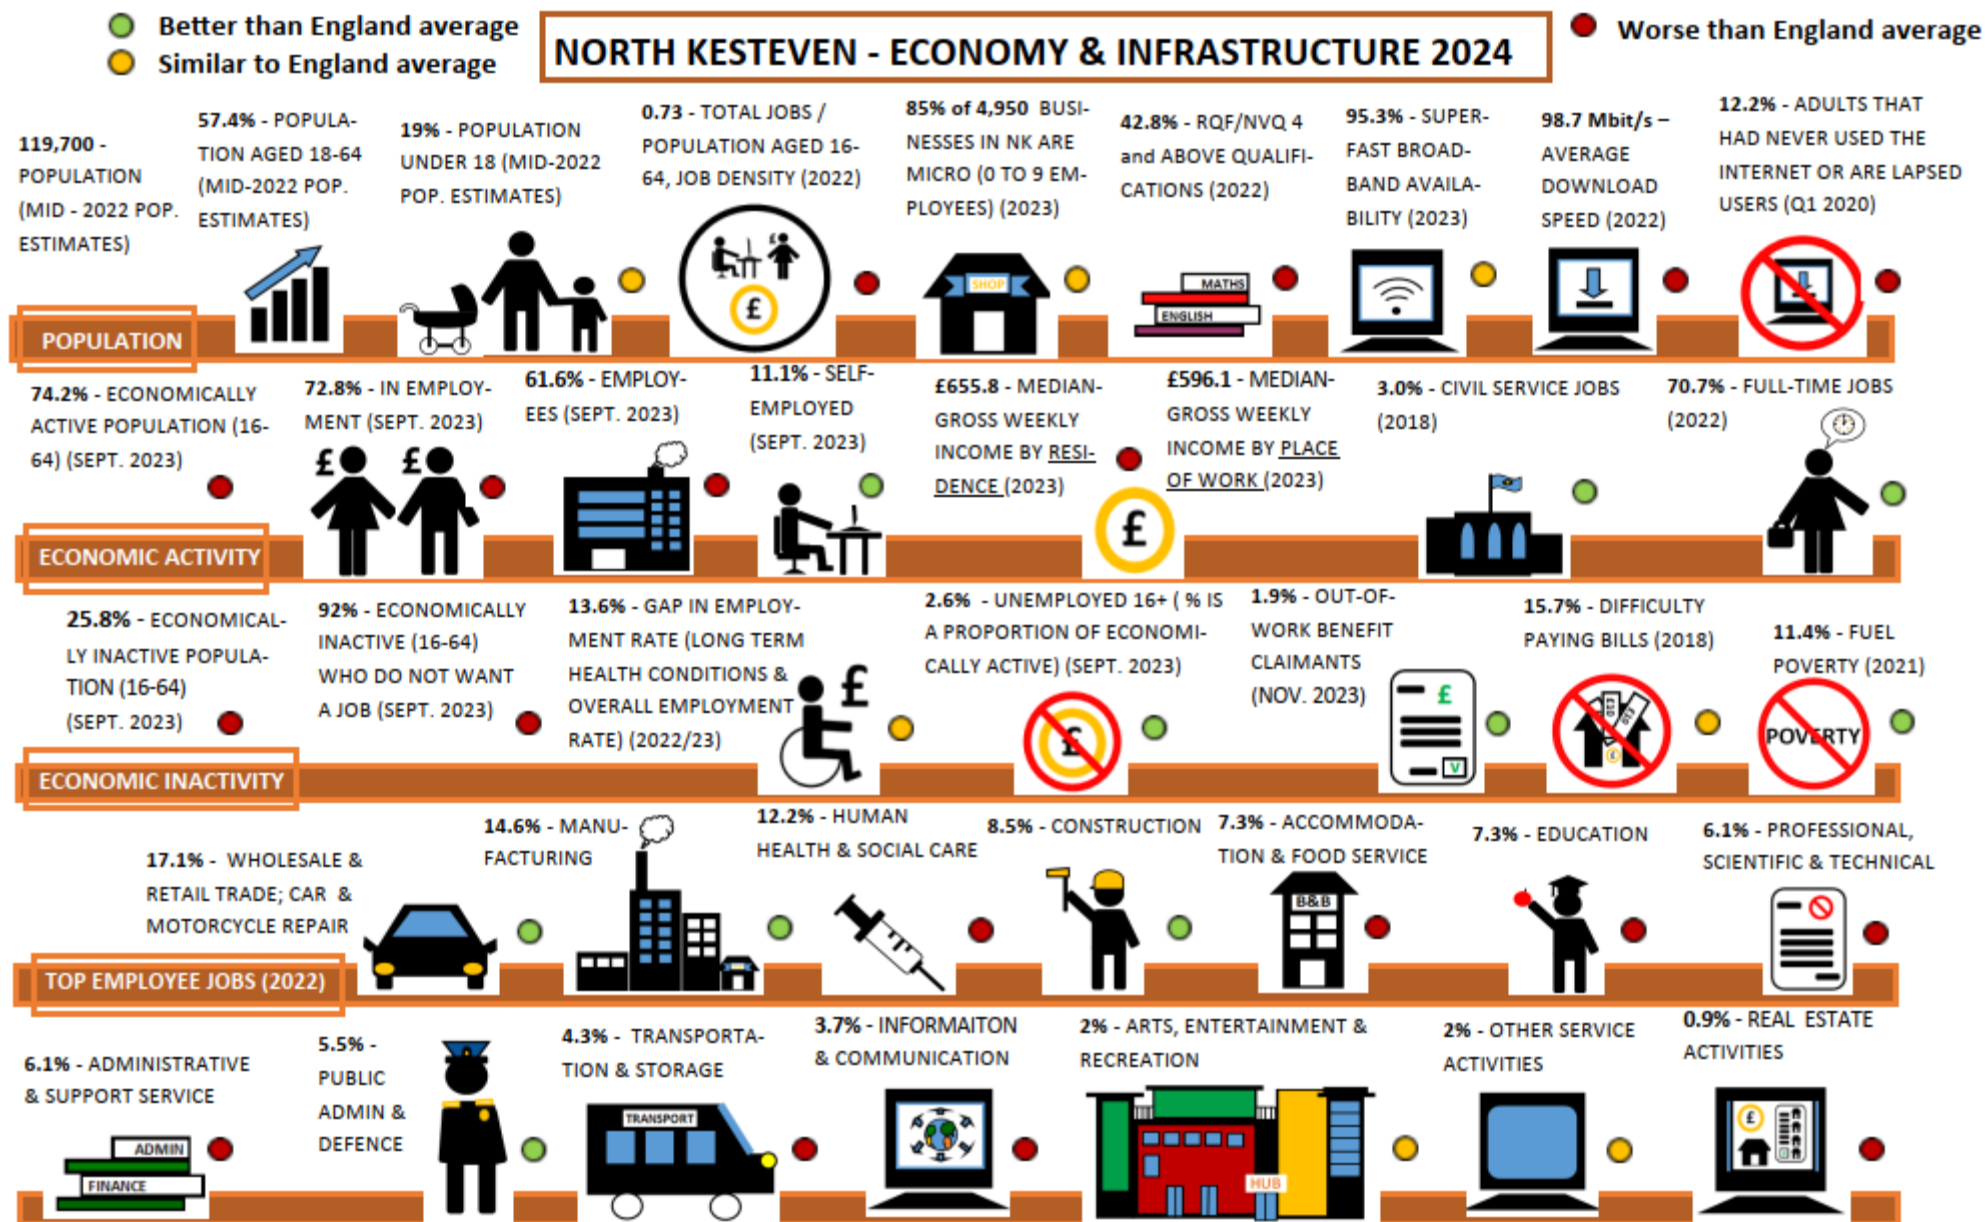 Better than England average
Similar to England average
NORTH KESTEVEN - ECONOMY & INFRASTRUCTURE 2024
Worse than England average
119,700 -
POPULATION
(MID - 2022 POP.
ESTIMATES)
57.4% - POPULA-
TION AGED 18-64
(MID-2022 POP.
ESTIMATES)
19% - POPULATION
UNDER 18 (MID-2022
POP. ESTIMATES)
0.73 - TOTAL JOBS /
POPULATION AGED 16-
64, JOB DENSITY (2022)
£
85% of 4,950 BUSI-
NESSES IN NK ARE
MICRO (0 TO 9 EM-
PLOYEES) (2023)
SHOP
42.8% - RQF/NVQ 4
and ABOVE QUALIFI-
CATIONS (2022)
MATHS
ENGLISH
95.3% - SUPER-
FAST BROAD-
BAND AVAILA-
BILITY (2023)
98.7 Mbit/s –
AVERAGE
DOWNLOAD
SPEED (2022)
12.2% - ADULTS THAT
HAD NEVER USED THE
INTERNET OR ARE LAPSED
USERS (Q1 2020)
POPULATION
74.2% - ECONOMICALLY
ACTIVE POPULATION (16-
64) (SEPT. 2023)
72.8% - IN EMPLOY-
MENT (SEPT. 2023)
£ £
61.6% - EMPLOY-
EES (SEPT. 2023)
11.1% - SELF-
EMPLOYED
(SEPT. 2023)
£655.8 - MEDIAN-
GROSS WEEKLY
INCOME BY RESI-
DENCE (2023)
£596.1 - MEDIAN-
GROSS WEEKLY
INCOME BY PLACE
OF WORK (2023)
£
3.0% - CIVIL SERVICE JOBS
(2018)
70.7% - FULL-TIME JOBS
(2022)
ECONOMIC ACTIVITY
25.8% - ECONOMICAL-
LY INACTIVE POPULA-
TION (16-64)
(SEPT. 2023)
92% - ECONOMICALLY
INACTIVE (16-64)
WHO DO NOT WANT
A JOB (SEPT. 2023)
13.6% - GAP IN EMPLOY-
MENT RATE (LONG TERM
HEALTH CONDITIONS &
OVERALL EMPLOYMENT
RATE) (2022/23)
£
2.6% - UNEMPLOYED 16+ ( % IS
A PROPORTION OF ECONOMI-
CALLY ACTIVE) (SEPT. 2023)
£
1.9% - OUT-OF-
WORK BENEFIT
CLAIMANTS
(NOV. 2023)
£
V
15.7% - DIFFICULTY
PAYING BILLS (2018)
11.4% - FUEL
POVERTY (2021)
POVERTY
ECONOMIC INACTIVITY
17.1% - WHOLESALE &
RETAIL TRADE; CAR &
MOTORCYCLE REPAIR
14.6% - MANU-
FACTURING
12.2% - HUMAN
HEALTH & SOCIAL CARE
8.5% - CONSTRUCTION
7.3% - ACCOMMODA-
TION & FOOD SERVICE
B&B
7.3% - EDUCATION
6.1% - PROFESSIONAL,
SCIENTIFIC & TECHNICAL
TOP EMPLOYEE JOBS (2022)
6.1% - ADMINISTRATIVE
& SUPPORT SERVICE
ADMIN
FINANCE
5.5% -
PUBLIC
ADMIN &
DEFENCE
4.3% - TRANSPORTA-
TION & STORAGE
TRANSPORT
3.7% - INFORMAITON
& COMMUNICATION
2% - ARTS, ENTERTAINMENT &
RECREATION
HUB
2% - OTHER SERVICE
ACTIVITIES
0.9% - REAL ESTATE
ACTIVITIES
£